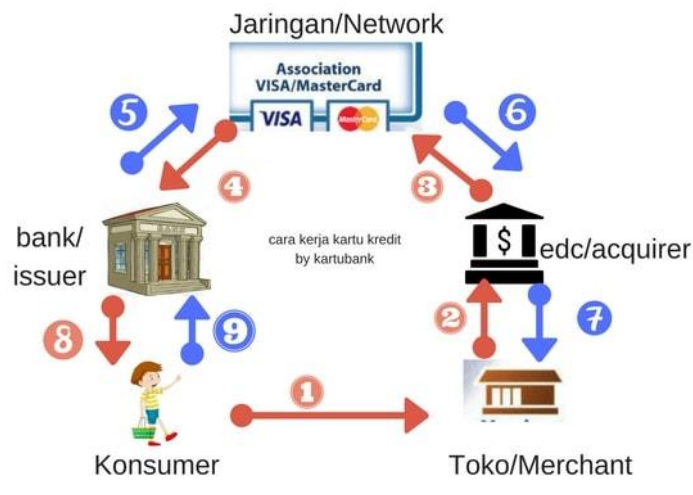 Jaringan/Network
Association
VISA/MasterCard
VISA
MasterCard
5
6
4
3
bank/
issuer
cara kerja kartu kredit
by kartubank
$
edc/acquirer
8
9
2
7
1
Konsumer
Toko/Merchant